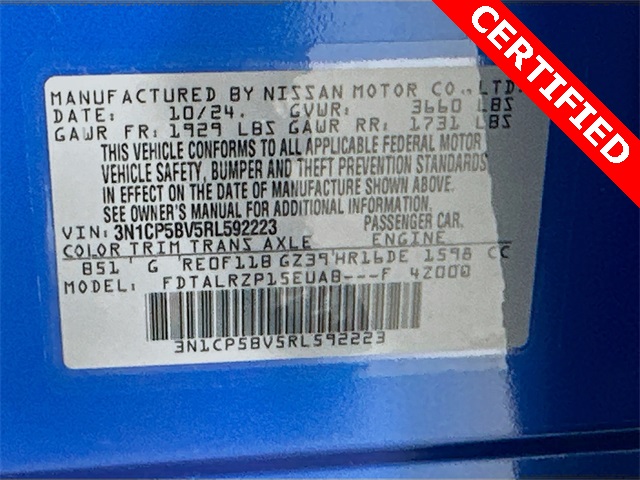 CERTIFIED
MANUFACTURED BY NISSAN MOTOR CO., LTD.
DATE: 10/24. GVWR: 3660 LBS
GAWR FR: 1929 LBS GAWR RR: 1731 LBS
THIS VEHICLE CONFORMS TO ALL APPLICABLE FEDERAL MOTOR
VEHICLE SAFETY, BUMPER AND THEFT PREVENTION STANDARDS
IN EFFECT ON THE DATE OF MANUFACTURE SHOWN ABOVE.
SEE OWNER'S MANUAL FOR ADDITIONAL INFORMATION.
VIN: 3N1CP5BV5RL592223 PASSENGER CAR.
COLOR TRIM TRANS AXLE ENGINE
B51 G RE0F11B GZ39 HR16DE 1598 CC
MODEL: FDTALRZP15EUAB---F 4Z000
3N1CP5BV5RL592223